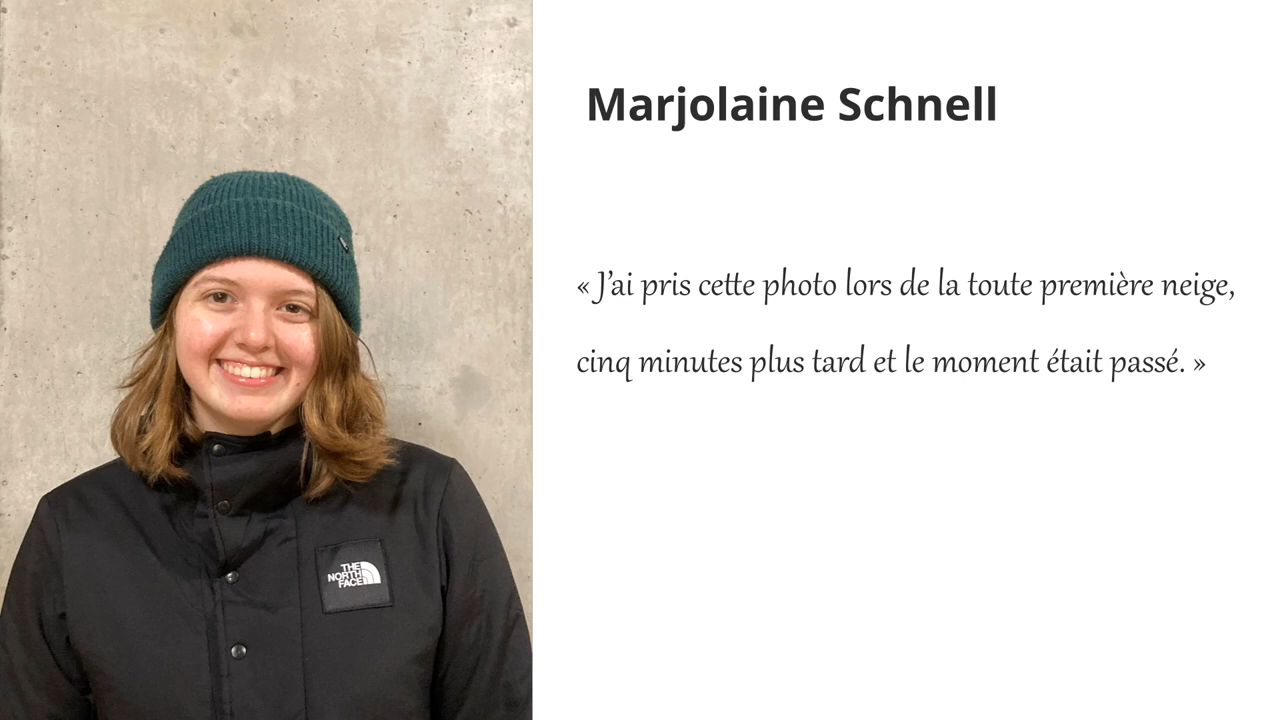 Marjolaine Schnell
« J’ai pris cette photo lors de la toute première neige,
cinq minutes plus tard et le moment était passé. »
THE
NORTH
FACE